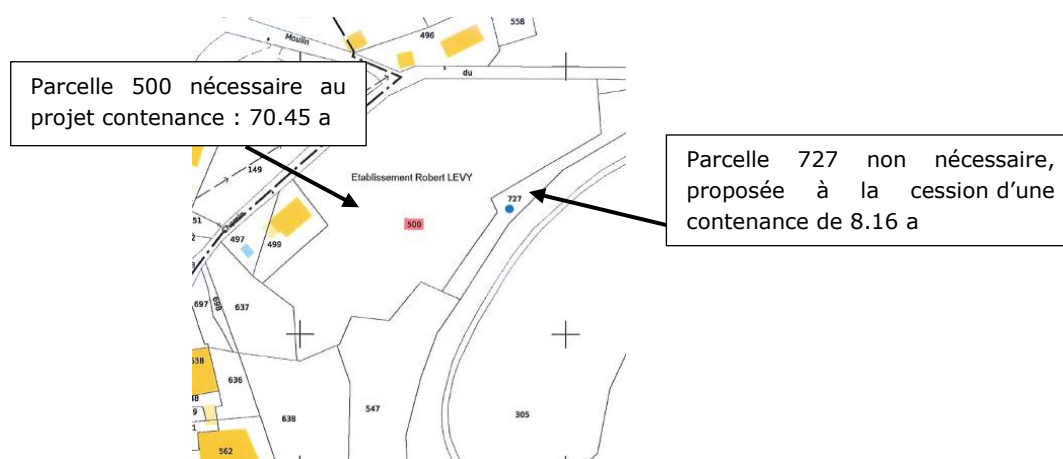 558
Moulin
496
du
Parcelle 500 nécessaire au
projet contenance : 70.45 a
149
Etablissement Robert LEVY
Parcelle 727 non nécessaire,
proposée à la cession d'une
contenance de 8.16 a
727
500
Chemin
497
499
697
698
637
636
638
547
305
562